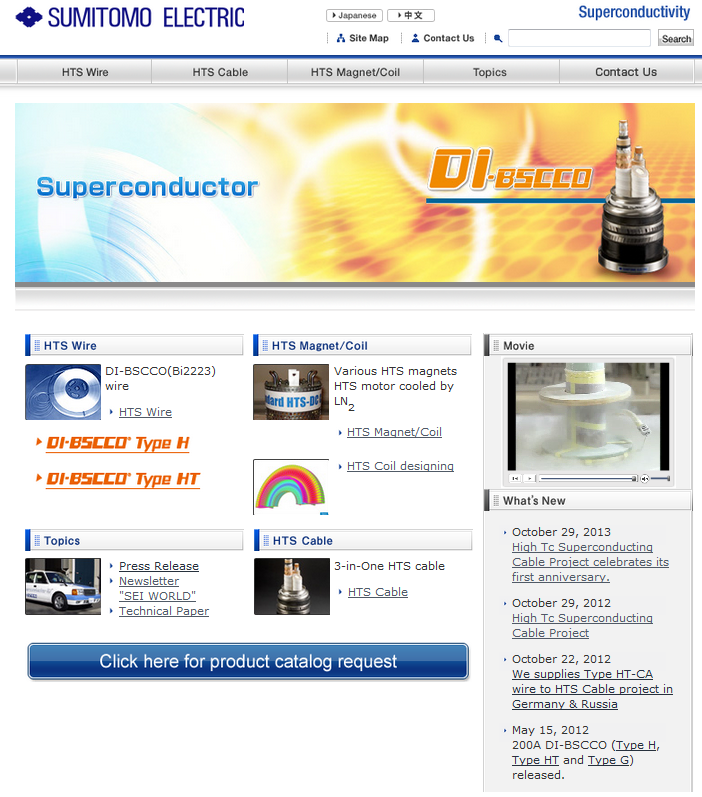 SUMITOMO ELECTRIC
Japanese
中文
Superconductivity
Site Map
Contact Us
Search
HTS Wire
HTS Cable
HTS Magnet/Coil
Topics
Contact Us
Superconductor
DI-BSCCO
HTS Wire
DI-BSCCO(Bi2223)
wire
HTS Wire
DI-BSCCO® Type H
DI-BSCCO® Type HT
HTS Magnet/Coil
ndard HTS-DC
Various HTS magnets
HTS motor cooled by
LN2
HTS Magnet/Coil
HTS Coil designing
Topics
Press Release
Newsletter
"SEI WORLD"
Technical Paper
HTS Cable
3-in-One HTS cable
HTS Cable
Click here for product catalog request
Movie
What's New
October 29, 2013
High Tc Superconducting
Cable Project celebrates its
first anniversary.
October 29, 2012
High Tc Superconducting
Cable Project
October 22, 2012
We supplies Type HT-CA
wire to HTS Cable project in
Germany & Russia
May 15, 2012
200A DI-BSCCO (Type H,
Type HT and Type G)
released.